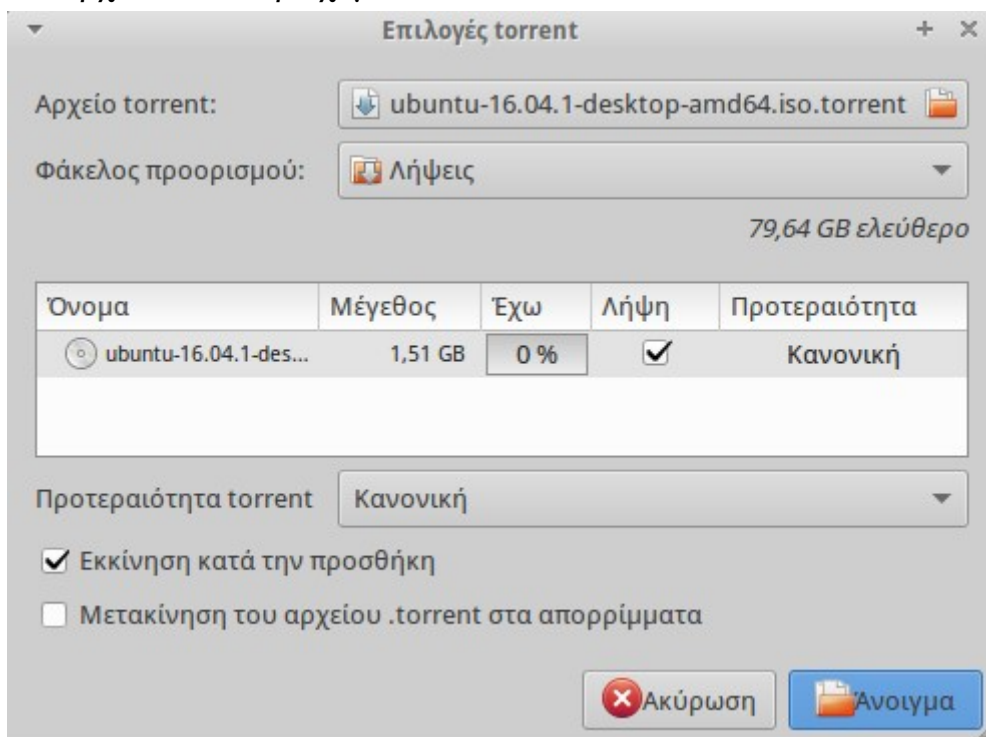 Επιλογές torrent
Αρχείο torrent: ubuntu-16.04.1-desktop-amd64.iso.torrent
Φάκελος προορισμού: Λήψεις
79,64 GB ελεύθερο
Όνομα Μέγεθος Έχω Λήψη Προτεραιότητα
ubuntu-16.04.1-des... 1,51 GB 0 % Κανονική
Προτεραιότητα torrent Κανονική
Εκκίνηση κατά την προσθήκη
Μετακίνηση του αρχείου .torrent στα απορρίμματα
Ακύρωση Άνοιγμα